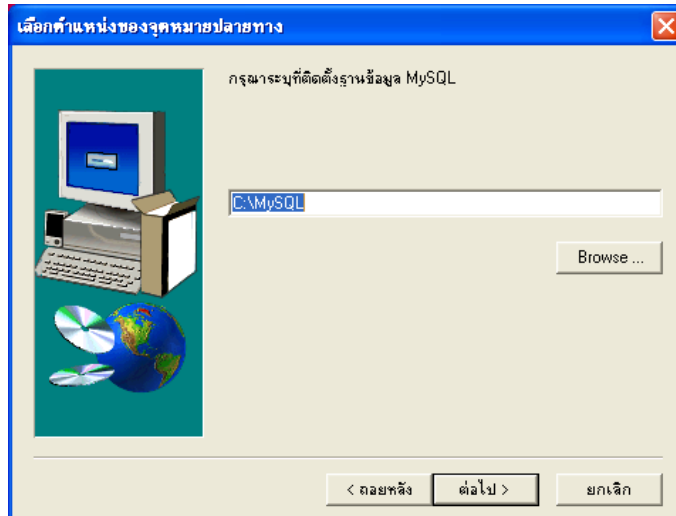 เลือกตำแหน่งของจุดหมายปลายทาง
กรุณาระบุที่ติดตั้งฐานข้อมูล MySQL
C:\MySQL
Browse ...
< ถอยหลัง
ต่อไป >
ยกเลิก